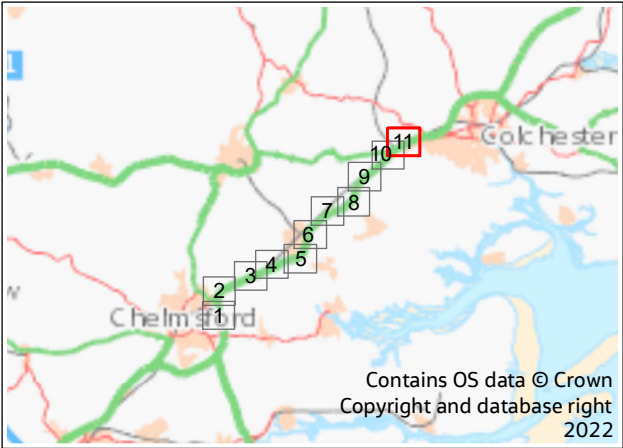 1
Colchester
11
10
9
8
7
6
5
4
3
2
w
1
Chelmsford
Contains OS data © Crown
Copyright and database right
2022